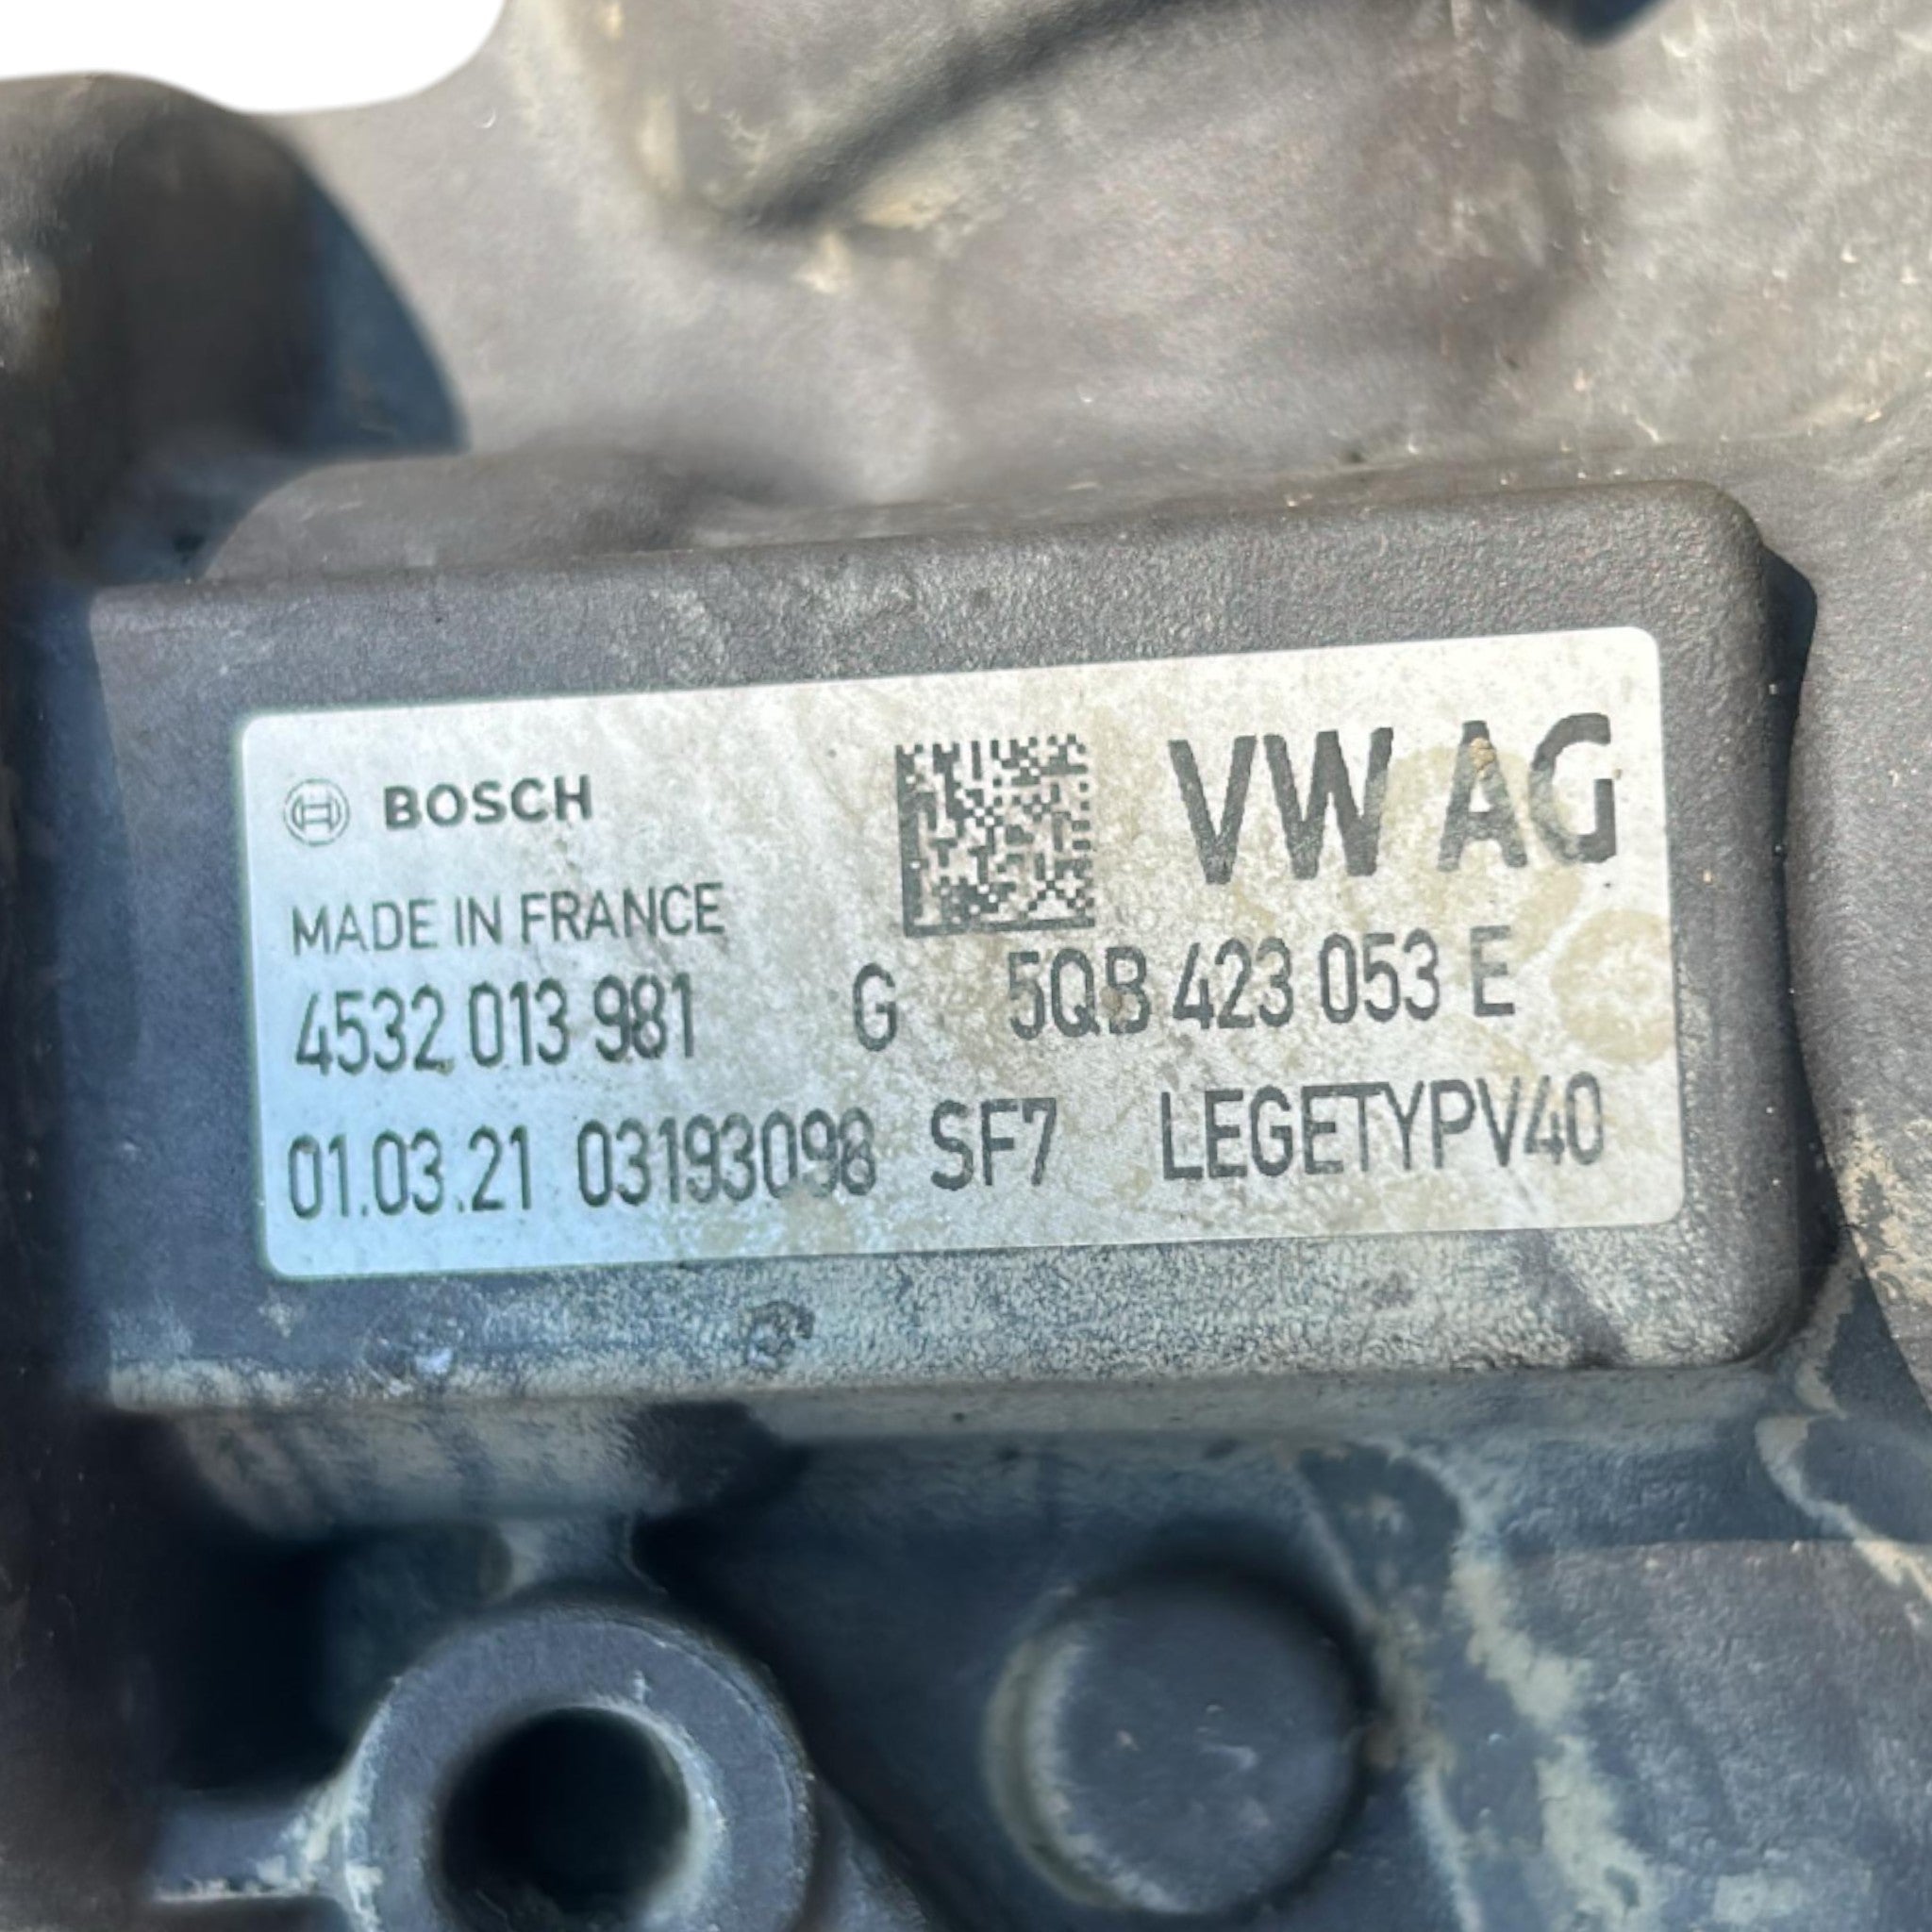 BOSCH VW AG
MADE IN FRANCE
4532 013 981 G 5QB 423 053 E
01.03.21 03193098 SF7 LEGETYPV40